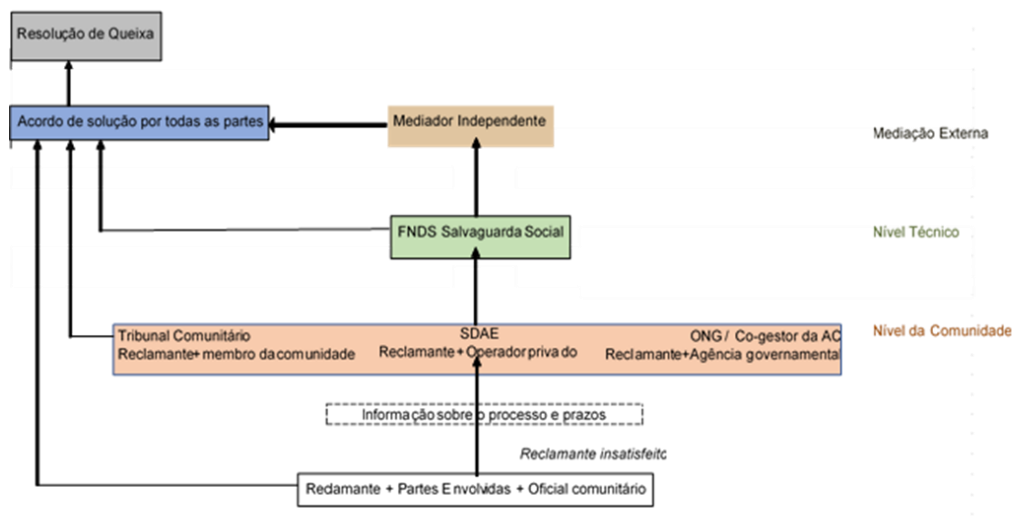 Resolução de Queixa
Acordo de solução por todas as partes
Mediador Independente
Mediação Externa
FNDS Salvaguarda Social
Nível Técnico
Tribunal Comunitário
Reclamante+ membro da comunidade
SDAE
Reclamante + Operador privado
ONG / Co-gestor da AC
Reclamante+Agência governamental
Nível da Comunidade
Informação sobre o processo e prazos
Reclamante insatisfeito
Redamante + Partes Envolvidas + Oficial comunitário